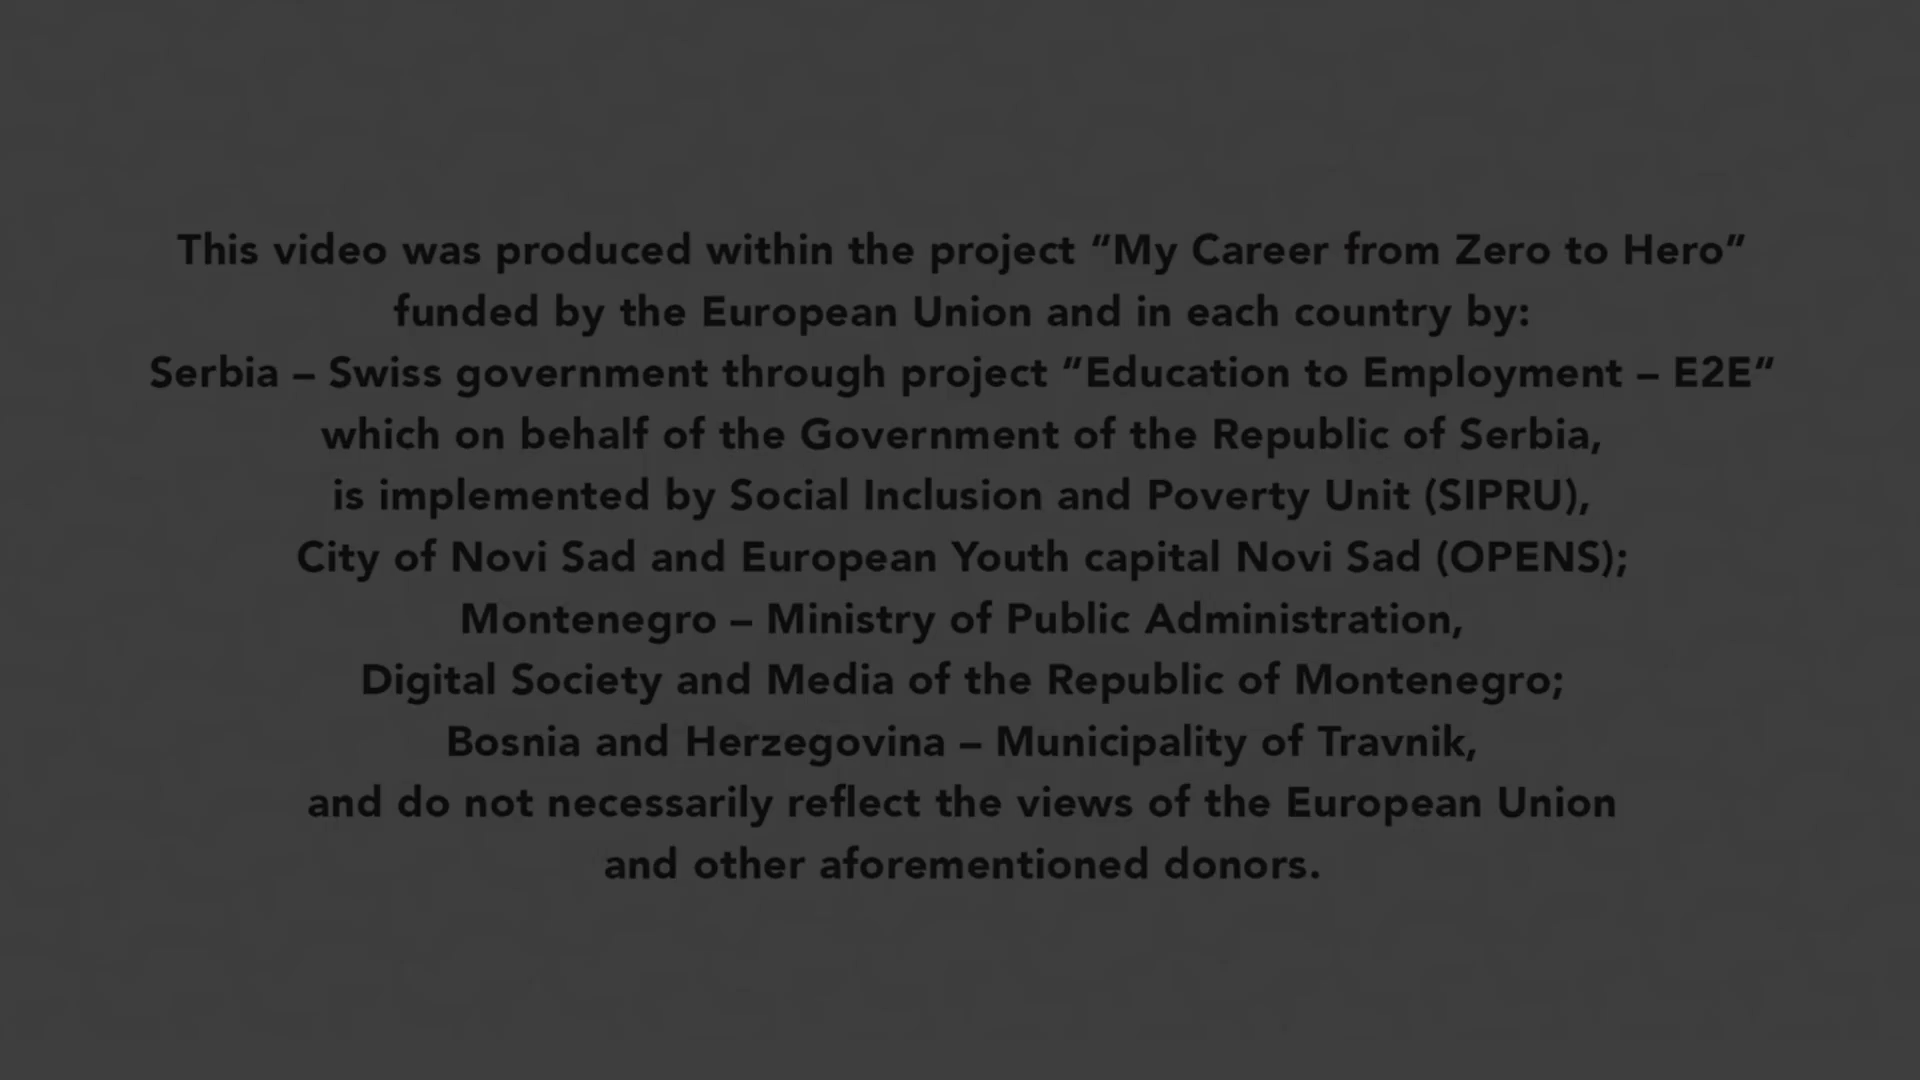 This video was produced within the project “My Career from Zero to Hero”
funded by the European Union and in each country by:
Serbia – Swiss government through project “Education to Employment – E2E”
which on behalf of the Government of the Republic of Serbia,
is implemented by Social Inclusion and Poverty Unit (SIPRU),
City of Novi Sad and European Youth capital Novi Sad (OPENS);
Montenegro – Ministry of Public Administration,
Digital Society and Media of the Republic of Montenegro;
Bosnia and Herzegovina – Municipality of Travnik,
and do not necessarily reflect the views of the European Union
and other aforementioned donors.